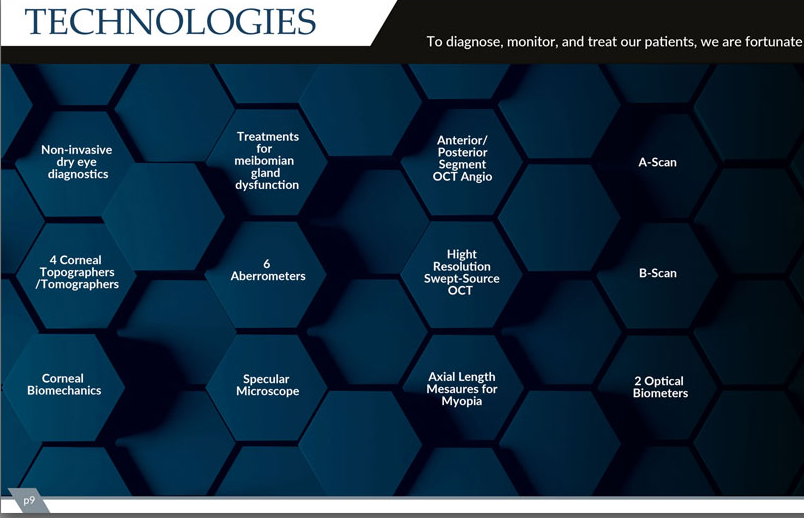 TECHNOLOGIES
To diagnose, monitor, and treat our patients, we are fortunate
Non-invasive
dry eye
diagnostics
Treatments
for
meibomian
gland
dysfunction
Anterior/
Posterior
Segment
OCT Angio
A-Scan
4 Corneal
Topographers
/Tomographers
6
Aberrometers
Hight
Resolution
Swept-Source
OCT
B-Scan
Corneal
Biomechanics
Specular
Microscope
Axial Length
Mesaures for
Myopia
2 Optical
Biometers
p9